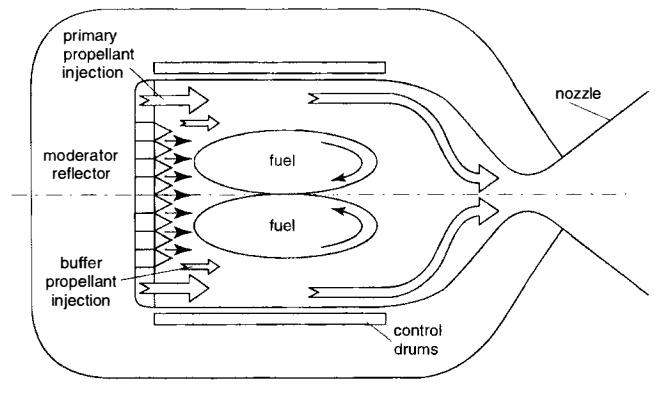 primary
propellant
injection
nozzle
moderator
reflector
fuel
fuel
buffer
propellant
injection
control
drums